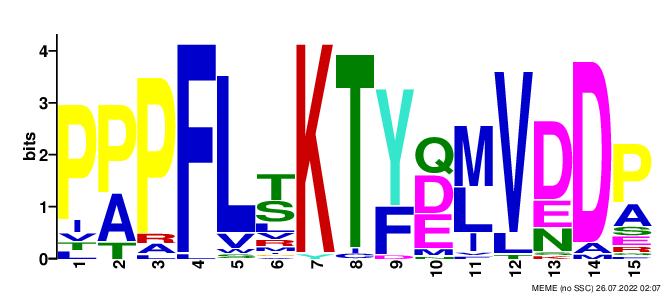 4
3
2
1
0
bits
P P P F L T K T Y Q M V D D P
I A R V S F D L L E A A
V T A L E I N S
T V R E
L M R
1 2 3 4 5 6 7 8 9 10 11 12 13 14 15
MEME (no SSC) 26.07.2022 02:07